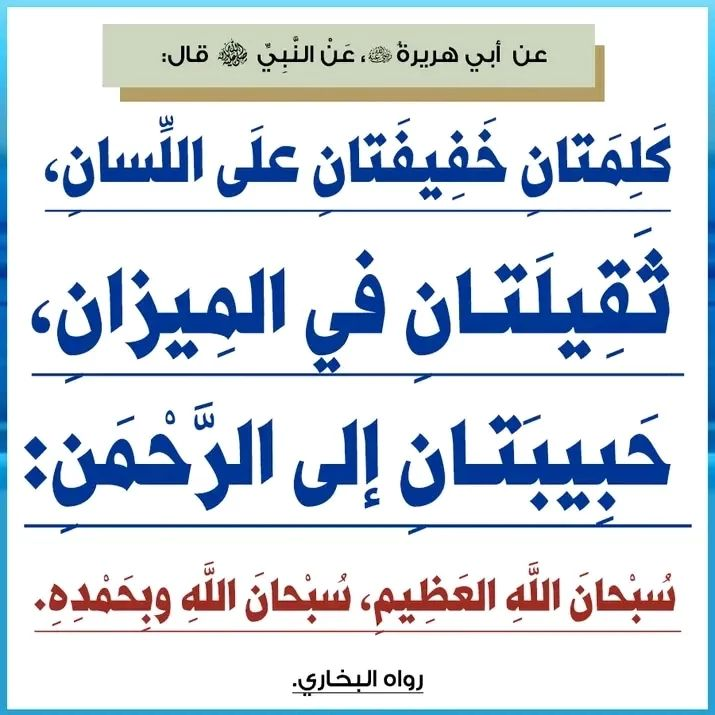 عن أبي هريرة ﵁، عَنْ النَّبِيِّ ﷺ قال:
كَلِمَتانِ خَفِيفَتانِ علَى اللِّسانِ،
ثَقِيلَتانِ في المِيزانِ،
حَبِيبَتانِ إلى الرَّحْمَنِ:
سُبْحانَ اللَّهِ العَظِيمِ، سُبْحانَ اللَّهِ وبِحَمْدِهِ.
رواه البخاري.